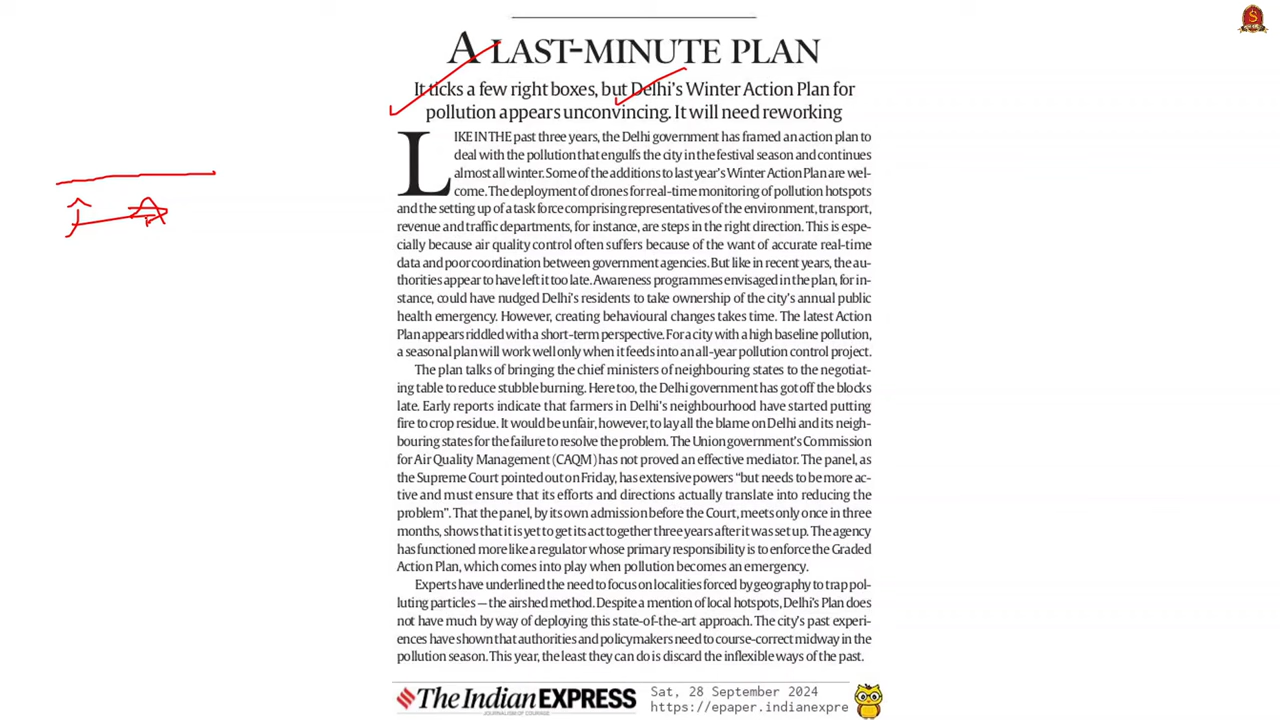 A LAST-MINUTE PLAN
It ticks a few right boxes, but Delhi's Winter Action Plan for
pollution appears unconvincing. It will need reworking
LIKE IN THE past three years, the Delhi government has framed an action plan to
deal with the pollution that engulfs the city in the festival season and continues
almost all winter. Some of the additions to last year's Winter Action Plan are wel-
come. The deployment of drones for real-time monitoring of pollution hotspots
and the setting up of a task force comprising representatives of the environment, transport,
revenue and traffic departments, for instance, are steps in the right direction. This is espe-
cially because air quality control often suffers because of the want of accurate real-time
data and poor coordination between government agencies. But like in recent years, the au-
thorities appear to have left it too late. Awareness programmes envisaged in the plan, for in-
stance, could have nudged Delhi's residents to take ownership of the city's annual public
health emergency. However, creating behavioural changes takes time. The latest Action
Plan appears riddled with a short-term perspective. For a city with a high baseline pollution,
a seasonal plan will work well only when it feeds into an all-year pollution control project.
The plan talks of bringing the chief ministers of neighbouring states to the negotiat-
ing table to reduce stubble burning. Here too, the Delhi government has got off the blocks
late. Early reports indicate that farmers in Delhi's neighbourhood have started putting
fire to crop residue. It would be unfair, however, to lay all the blame on Delhi and its neigh-
bouring states for the failure to resolve the problem. The Union government's Commission
for Air Quality Management (CAQM) has not proved an effective mediator. The panel, as
the Supreme Court pointed out on Friday, has extensive powers "but needs to be more ac-
tive and must ensure that its efforts and directions actually translate into reducing the
problem". That the panel, by its own admission before the Court, meets only once in three
months, shows that it is yet to get its act together three years after it was set up. The agency
has functioned more like a regulator whose primary responsibility is to enforce the Graded
Action Plan, which comes into play when pollution becomes an emergency.
Experts have underlined the need to focus on localities forced by geography to trap pol-
luting particles — the airshed method. Despite a mention of local hotspots, Delhi's Plan does
not have much by way of deploying this state-of-the-art approach. The city's past experi-
ences have shown that authorities and policymakers need to course-correct midway in the
pollution season. This year, the least they can do is discard the inflexible ways of the past.
The Indian EXPRESS
JOURNALISM OF COURAGE
Sat, 28 September 2024
https://epaper.indianexpre